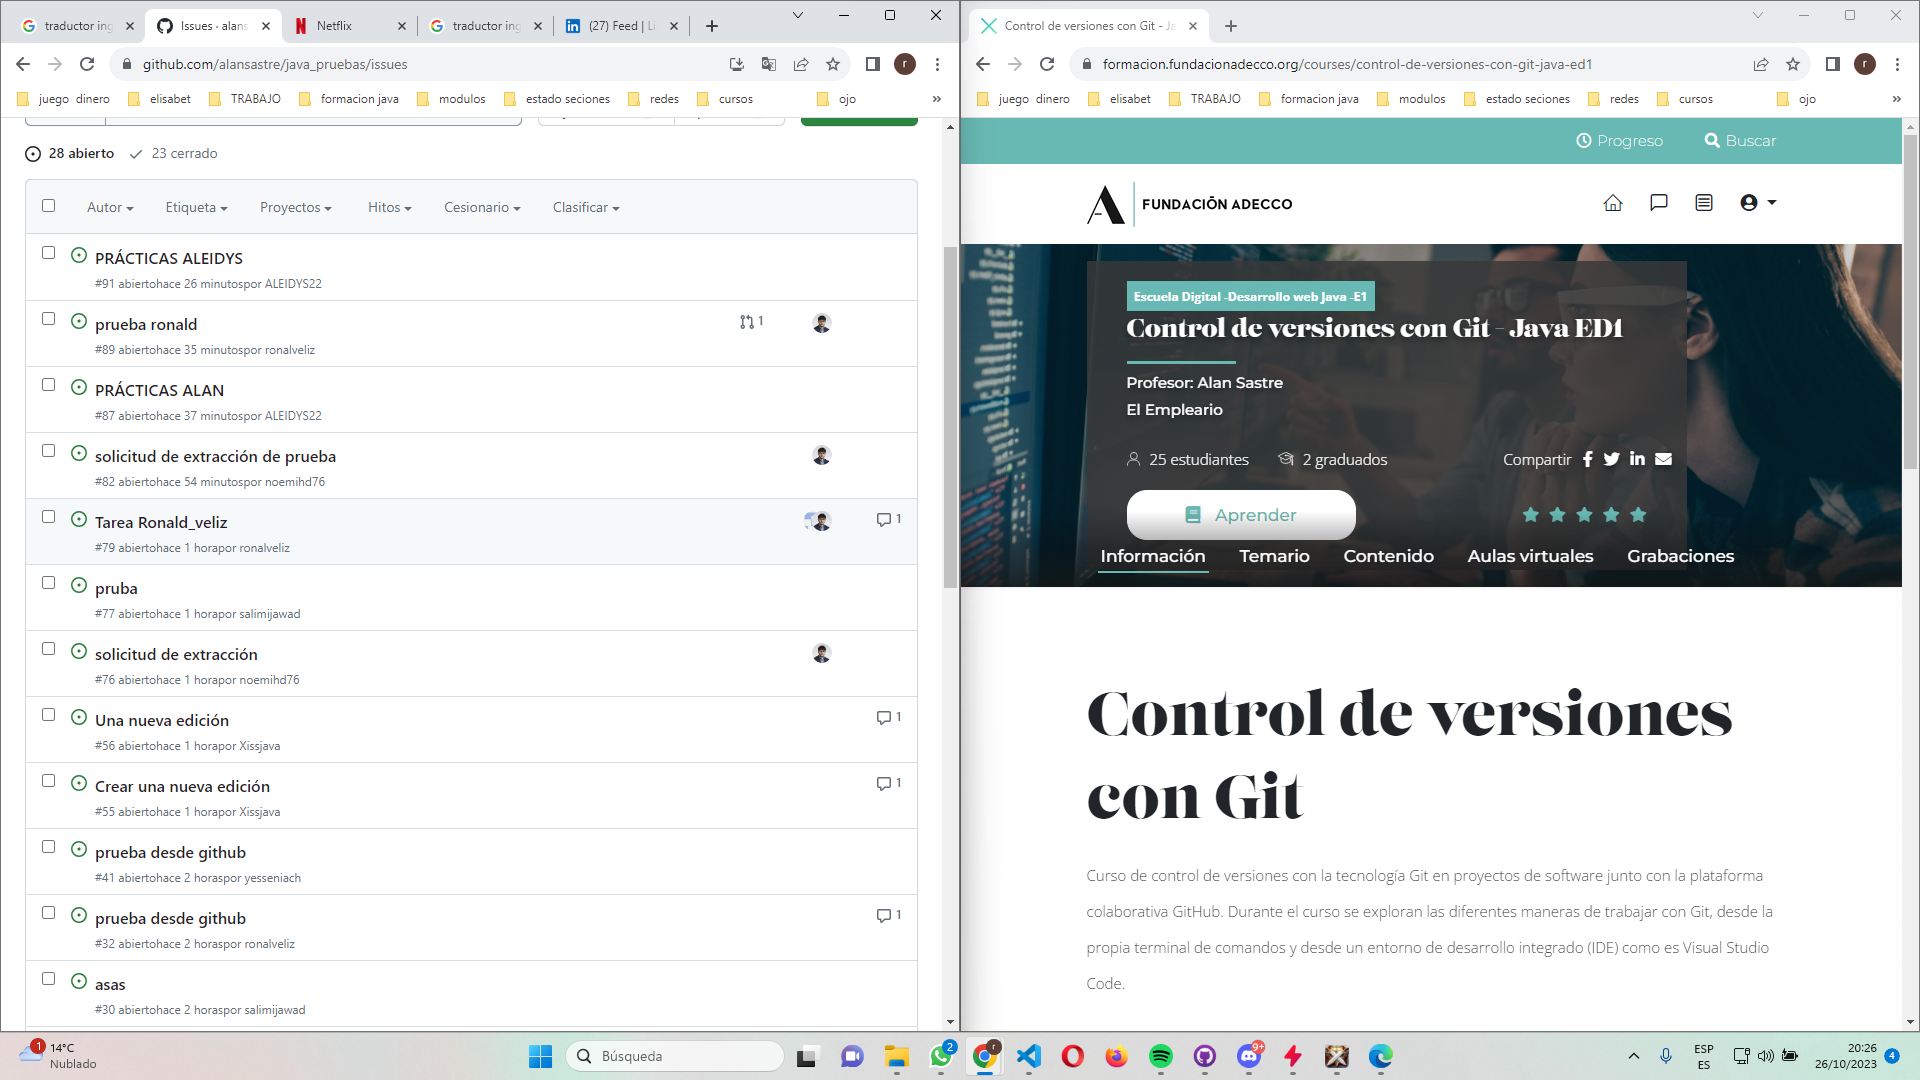 traductor ing
Issues · alans
Netflix
traductor ing
(27) Feed | Li
github.com/alansastre/java_pruebas/issues
juego dinero
elisabet
TRABAJO
formacion java
modulos
estado seciones
redes
cursos
ojo
»
28 abierto
23 cerrado
Autor
Etiqueta
Proyectos
Hitos
Cesionario
Clasificar
PRÁCTICAS ALEIDYS
#91 abiertohace 26 minutospor ALEIDYS22
prueba ronald
1
#89 abiertohace 35 minutospor ronalveliz
PRÁCTICAS ALAN
#87 abiertohace 37 minutospor ALEIDYS22
solicitud de extracción de prueba
#82 abiertohace 54 minutospor noemihd76
Tarea Ronald_veliz
1
#79 abiertohace 1 horapor ronalveliz
pruba
#77 abiertohace 1 horapor salimijawad
solicitud de extracción
#76 abiertohace 1 horapor noemihd76
Una nueva edición
1
#56 abiertohace 1 horapor Xissjava
Crear una nueva edición
1
#55 abiertohace 1 horapor Xissjava
prueba desde github
#41 abiertohace 2 horaspor yesseniach
prueba desde github
1
#32 abiertohace 2 horaspor ronalveliz
asas
#30 abiertohace 2 horaspor salimijawad
Control de versiones con Git - Ja
formacion.fundacionadecco.org/courses/control-de-versiones-con-git-java-ed1
r
juego dinero
elisabet
TRABAJO
formacion java
modulos
estado seciones
redes
cursos
ojo
»
Progreso
Buscar
FUNDACIÓN ADECCO
Escuela Digital -Desarrollo web Java -E1
Control de versiones con Git - Java ED1
Profesor: Alan Sastre
El Empleario
25 estudiantes
2 graduados
Compartir
Aprender
Información
Temario
Contenido
Aulas virtuales
Grabaciones
Control de versiones
con Git
Curso de control de versiones con la tecnología Git en proyectos de software junto con la plataforma
colaborativa GitHub. Durante el curso se exploran las diferentes maneras de trabajar con Git, desde la
propia terminal de comandos y desde un entorno de desarrollo integrado (IDE) como es Visual Studio
Code.
1
14°C
Nublado
Búsqueda
2
r
9+
ESP
ES
20:26
26/10/2023
4